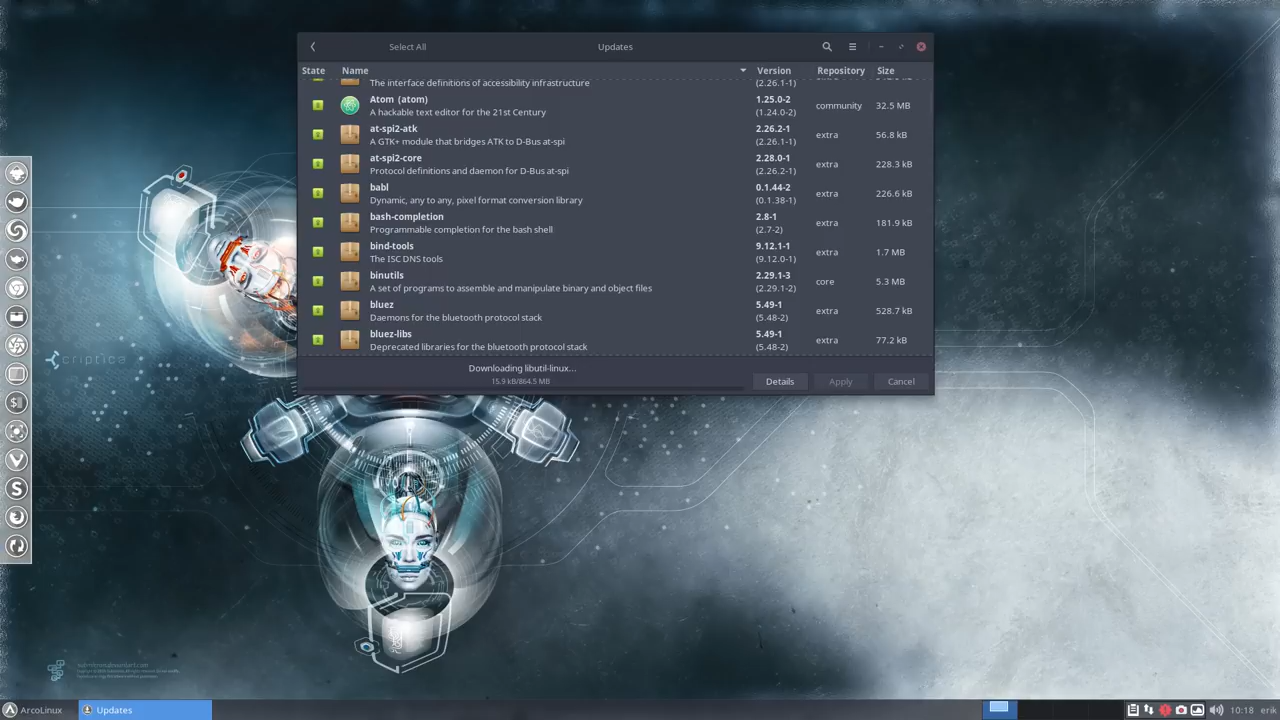 Select All
Updates
State
Name
Version
Repository
Size
The interface definitions of accessibility infrastructure
(2.26.1-1)
Atom (atom)
A hackable text editor for the 21st Century
1.25.0-2
(1.24.0-2)
community
32.5 MB
at-spi2-atk
A GTK+ module that bridges ATK to D-Bus at-spi
2.26.2-1
(2.26.1-1)
extra
56.8 kB
at-spi2-core
Protocol definitions and daemon for D-Bus at-spi
2.28.0-1
(2.26.2-1)
extra
228.3 kB
babl
Dynamic, any to any, pixel format conversion library
0.1.44-2
(0.1.38-1)
extra
226.6 kB
bash-completion
Programmable completion for the bash shell
2.8-1
(2.7-2)
extra
181.9 kB
bind-tools
The ISC DNS tools
9.12.1-1
(9.12.0-1)
extra
1.7 MB
binutils
A set of programs to assemble and manipulate binary and object files
2.29.1-3
(2.29.1-2)
core
5.3 MB
bluez
Daemons for the bluetooth protocol stack
5.49-1
(5.48-2)
extra
528.7 kB
bluez-libs
Deprecated libraries for the bluetooth protocol stack
5.49-1
(5.48-2)
extra
77.2 kB
Downloading libutil-linux...
15.9 kB/864.5 MB
Details
Apply
Cancel
criptica
ArcoLinux
Updates
10:18
erik